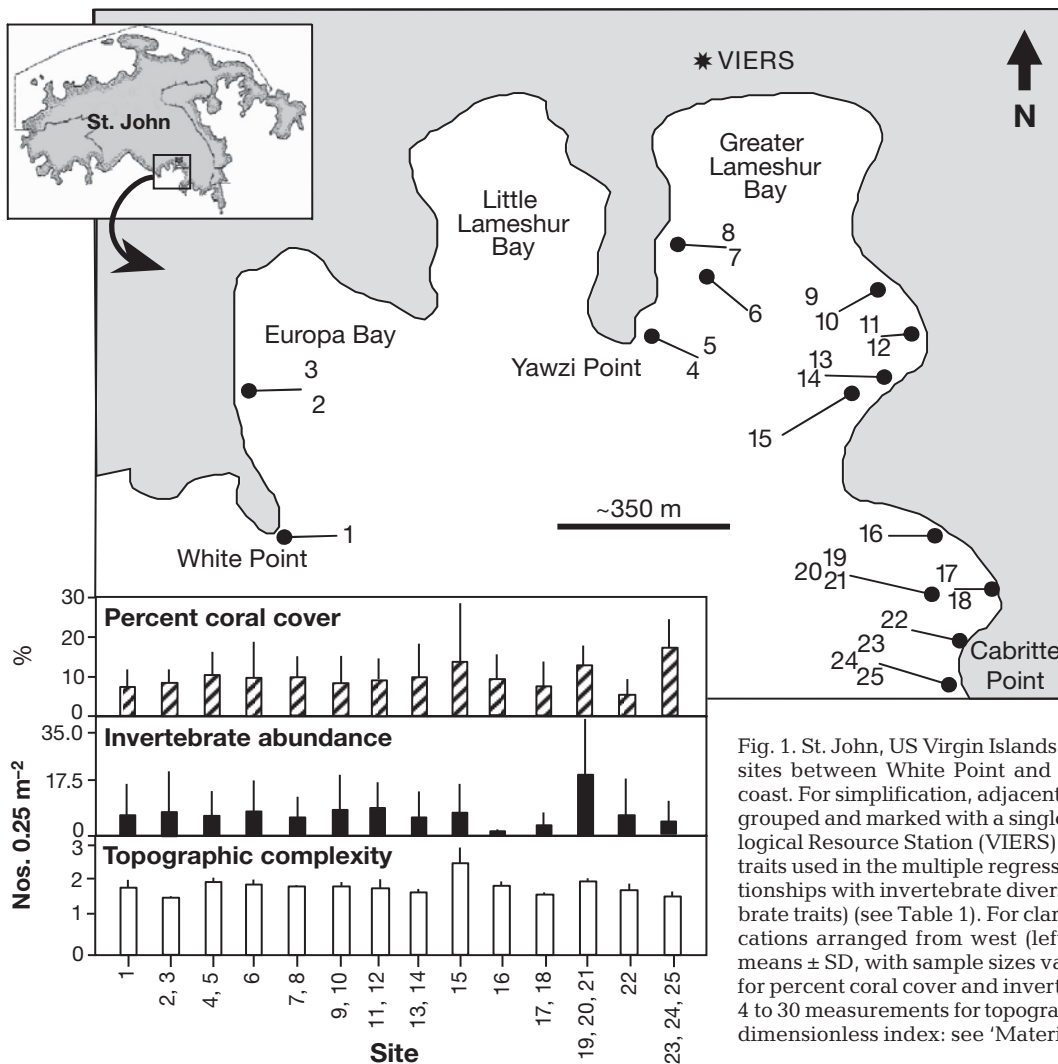 St. John
VIERS
N
Greater
Lameshur
Bay
Little
Lameshur
Bay
8
7
6
9
10
11
12
Europa Bay
5
4
Yawzi Point
13
14
3
2
15
~350 m
1
White Point
16
19
20
21
17
18
22
23
24
25
Cabritte
Point
Percent coral cover
%
30
20
10
0
Invertebrate abundance
35.0
17.5
0
Topographic complexity
3
2
1
0
Nos. 0.25 m⁻²
1
2, 3
4, 5
6
7, 8
9, 10
11, 12
13, 14
15
16
17, 18
19, 20, 21
22
23, 24, 25
Site
Fig. 1. St. John, US Virgin Islands
sites between White Point and
coast. For simplification, adjacent
grouped and marked with a single
logical Resource Station (VIERS)
traits used in the multiple regress
tionships with invertebrate divers
brate traits) (see Table 1). For clar
cations arranged from west (left
means ± SD, with sample sizes va
for percent coral cover and invert
4 to 30 measurements for topogra
dimensionless index: see 'Materi